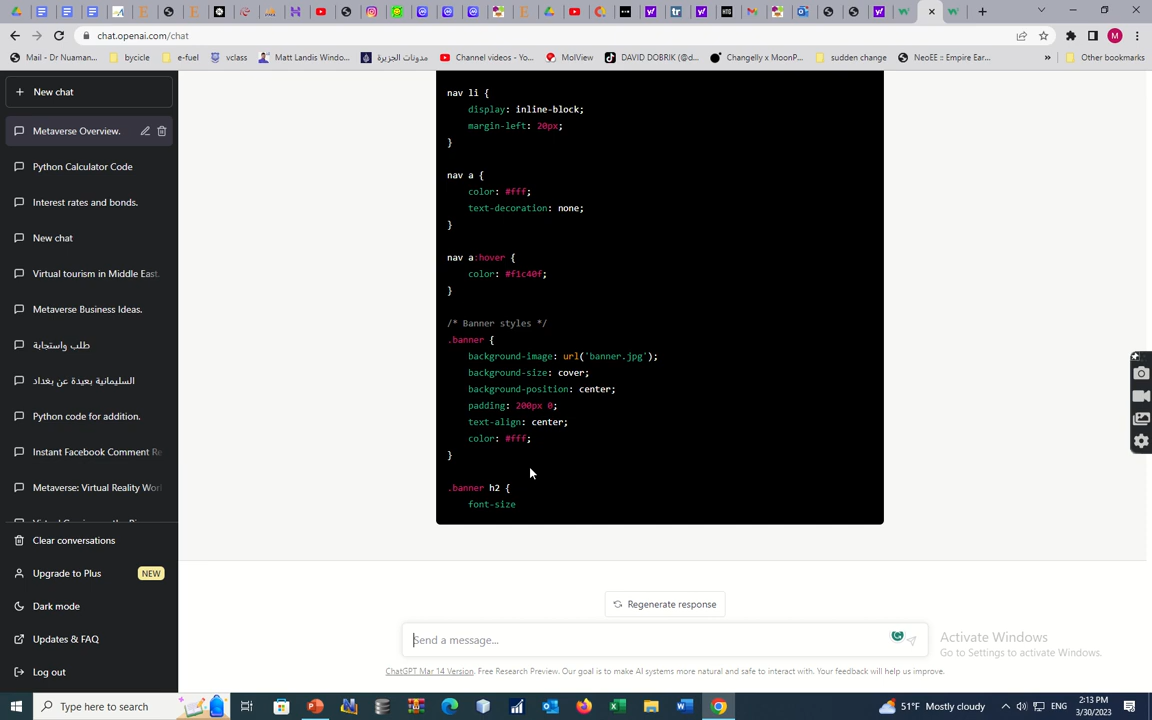 chat.openai.com/chat
Mail - Dr Nuaman...
bycicle
e-fuel
vclass
Matt Landis Windo...
مدونات الجزيرة
Channel videos - Yo...
MolView
DAVID DOBRIK (@d...
Changelly x MoonP...
sudden change
NeoEE :: Empire Ear...
»
Other bookmarks
+ New chat
Metaverse Overview.
Python Calculator Code
Interest rates and bonds.
New chat
Virtual tourism in Middle East.
Metaverse Business Ideas.
طلب واستجابة
السليمانية بعيدة عن بغداد
Python code for addition.
Instant Facebook Comment Re
Metaverse: Virtual Reality Worl
Clear conversations
Upgrade to Plus
NEW
Dark mode
Updates & FAQ
Log out
nav li {
display: inline-block;
margin-left: 20px;
}
nav a {
color: #fff;
text-decoration: none;
}
nav a:hover {
color: #f1c40f;
}
/* Banner styles */
.banner {
background-image: url('banner.jpg');
background-size: cover;
background-position: center;
padding: 200px 0;
text-align: center;
color: #fff;
}
.banner h2 {
font-size
Regenerate response
Send a message...
ChatGPT Mar 14 Version. Free Research Preview. Our goal is to make AI systems more natural and safe to interact with. Your feedback will help us improve.
Activate Windows
Go to Settings to activate Windows.
Type here to search
51°F Mostly cloudy
ENG
2:13 PM
3/30/2023